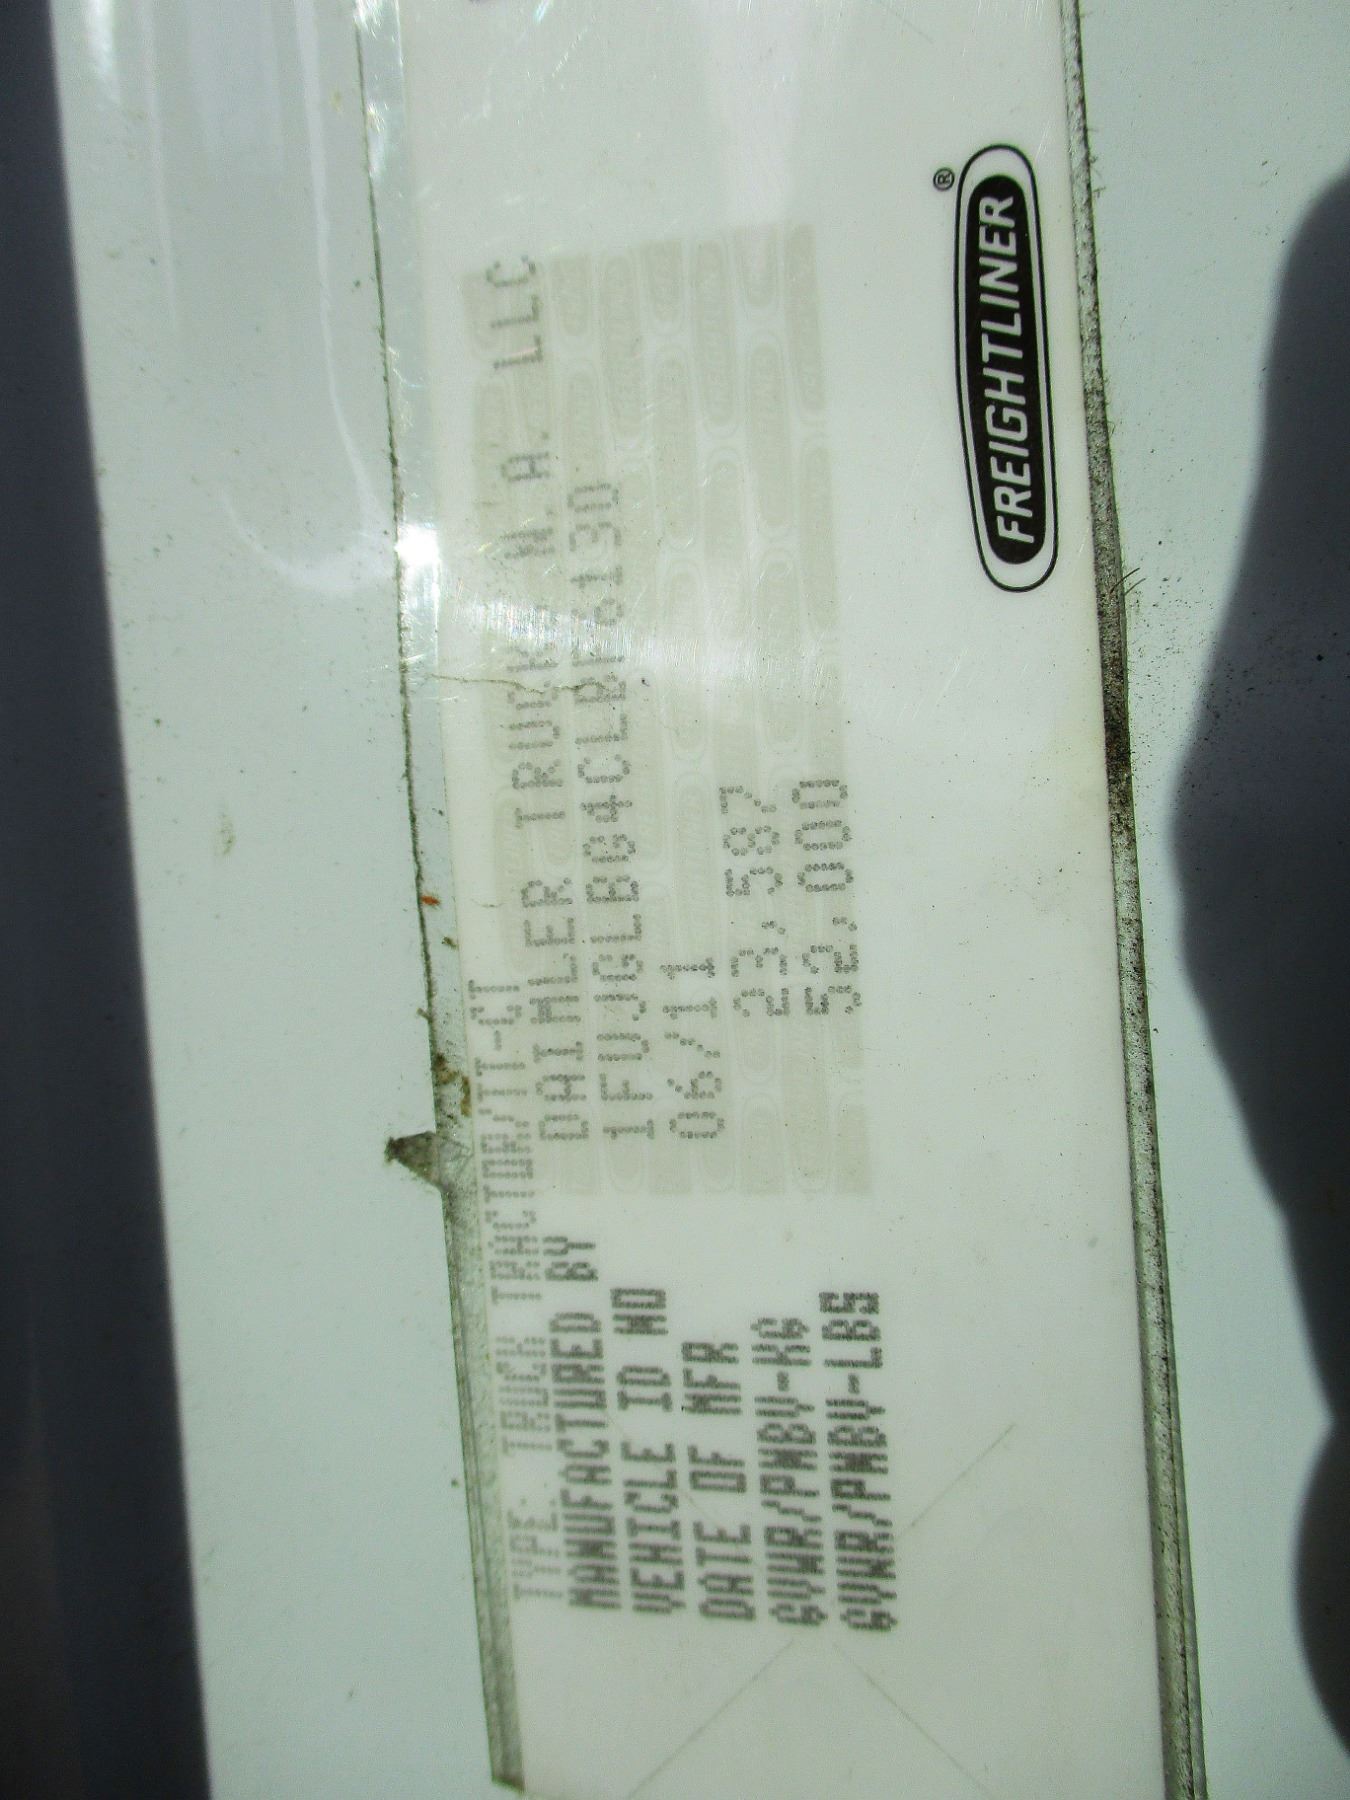 TYPE: TRUCK TRACTOR/TT-CT
MANUFACTURED BY DAIMLER TRUCKS N.A. LLC
VEHICLE ID NO 1FUJGLBG4CLBF6130
DATE OF MFR 06/11
GVWR/PNBV-KG 23,587
GVWR/PNBV-LBS 52,000
FREIGHTLINER®